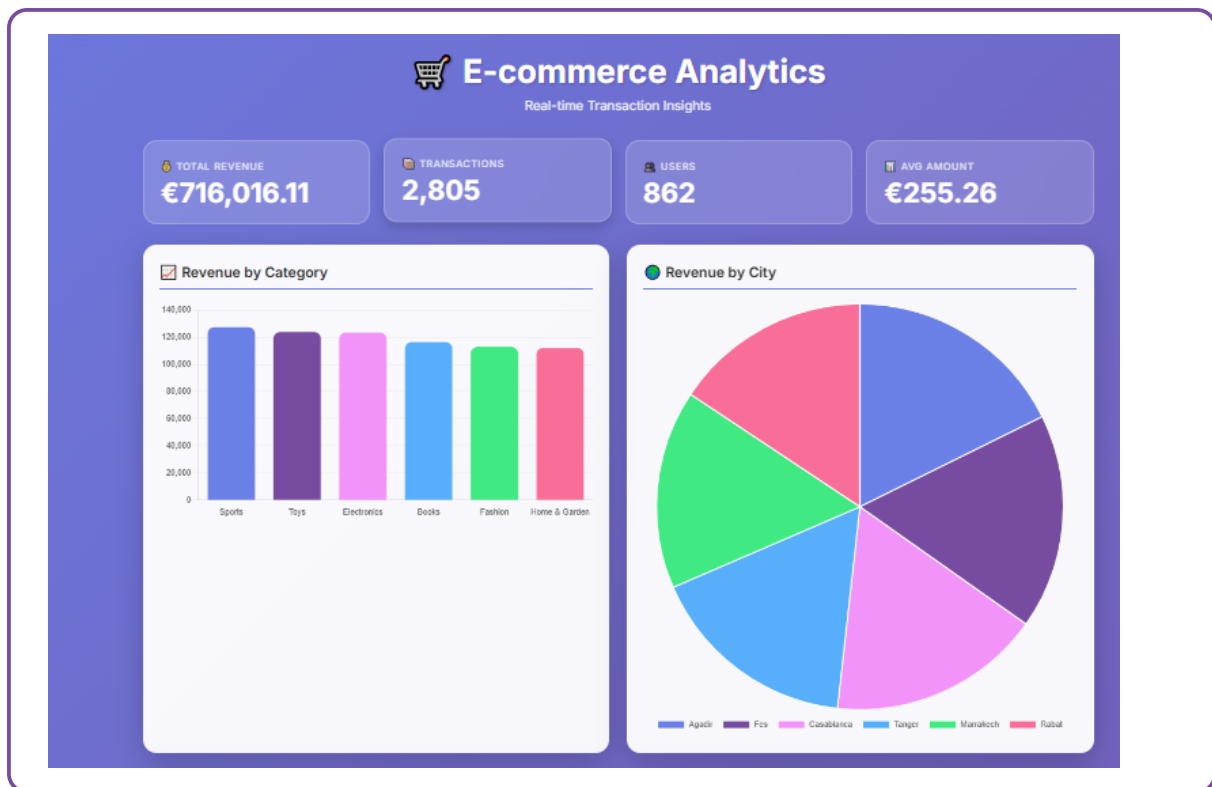 E-commerce Analytics
Real-time Transaction Insights
TOTAL REVENUE
€716,016.11
TRANSACTIONS
2,805
USERS
862
AVG AMOUNT
€255.26
Revenue by Category
140,000
120,000
100,000
80,000
60,000
40,000
20,000
0
Sports Toys Electronics Books Fashion Home & Garden
Revenue by City
Agadir Fes Casablanca Tanger Marrakech Rabat